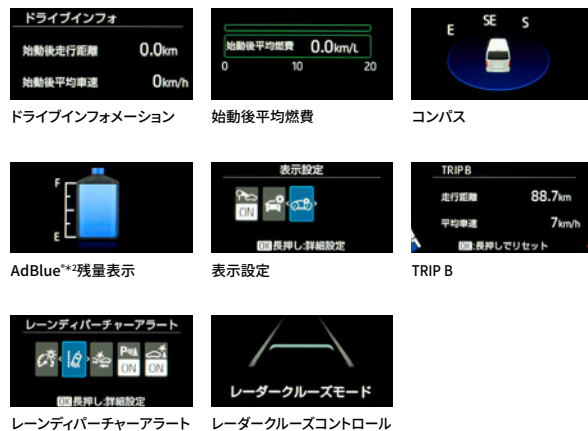 ドライブインフォ
始動後走行距離 0.0km
始動後平均車速 0km/h
ドライブインフォメーション
始動後平均燃費 0.0km/L
0 10 20
始動後平均燃費
E SE S
コンパス
F
E
AdBlue®*2残量表示
表示設定
ON
OK長押し:詳細設定
表示設定
TRIP B
走行距離 88.7km
平均車速 7km/h
OK:長押しでリセット
TRIP B
レーンディパーチャーアラート
ON ON
OK長押し:詳細設定
レーンディパーチャーアラート
レーダークルーズモード
レーダークルーズコントロール